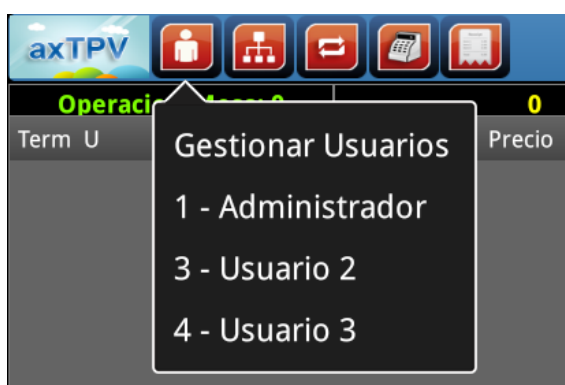 axTPV
Operaci 0
Term U Precio
Gestionar Usuarios
1 - Administrador
3 - Usuario 2
4 - Usuario 3